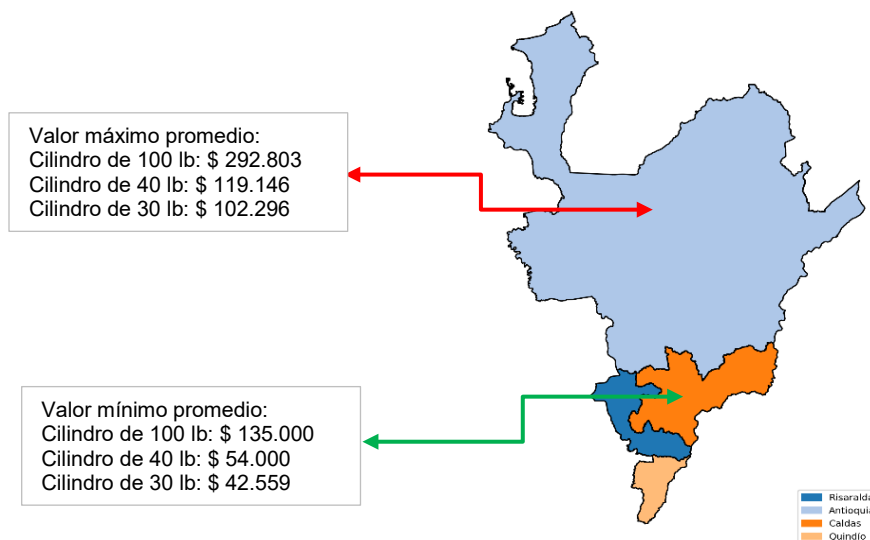 Valor máximo promedio:
Cilindro de 100 lb: $ 292.803
Cilindro de 40 lb: $ 119.146
Cilindro de 30 lb: $ 102.296
Valor mínimo promedio:
Cilindro de 100 lb: $ 135.000
Cilindro de 40 lb: $ 54.000
Cilindro de 30 lb: $ 42.559
Risaralda
Antioquia
Caldas
Quindío